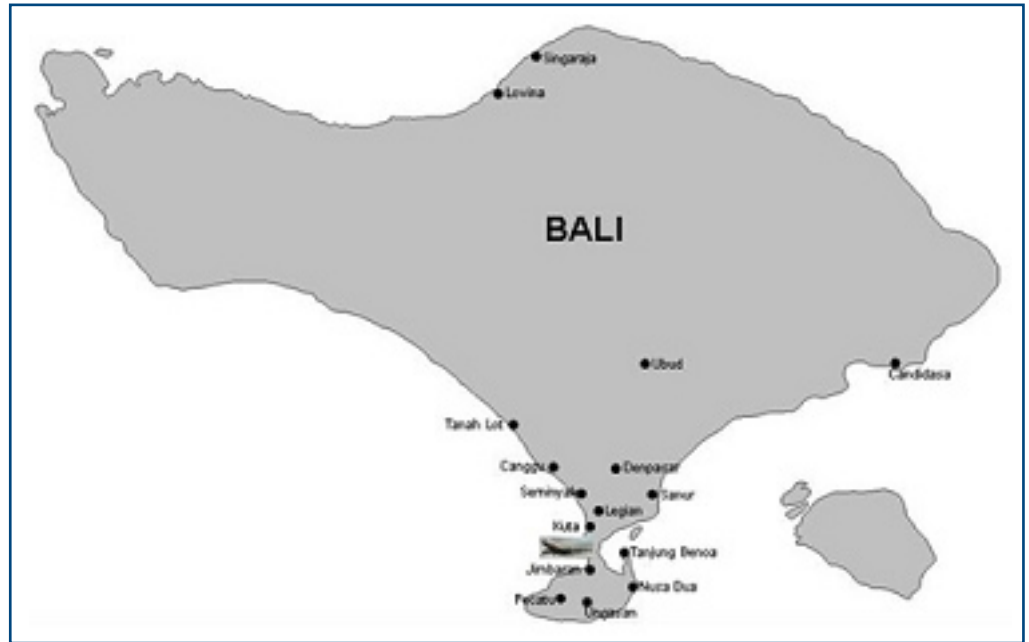 Singaraja
Lovina
BALI
Ubud
Candidasa
Tanah Lot
Canggu
Denpasar
Seminyak
Sanur
Legian
Kuta
Tanjung Benoa
Jimbaran
Nusa Dua
Pecatu